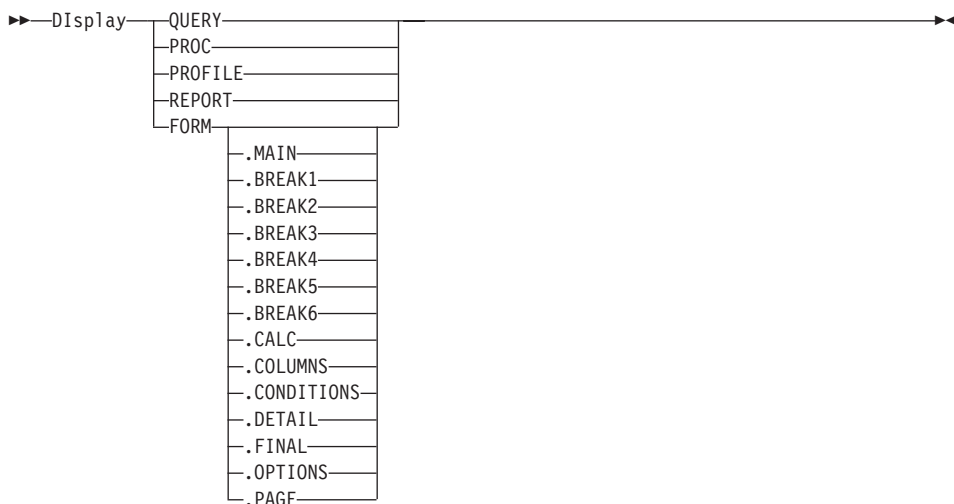 DIsplay QUERY
PROC
PROFILE
REPORT
FORM
.MAIN
.BREAK1
.BREAK2
.BREAK3
.BREAK4
.BREAK5
.BREAK6
.CALC
.COLUMNS
.CONDITIONS
.DETAIL
.FINAL
.OPTIONS
.PAGE